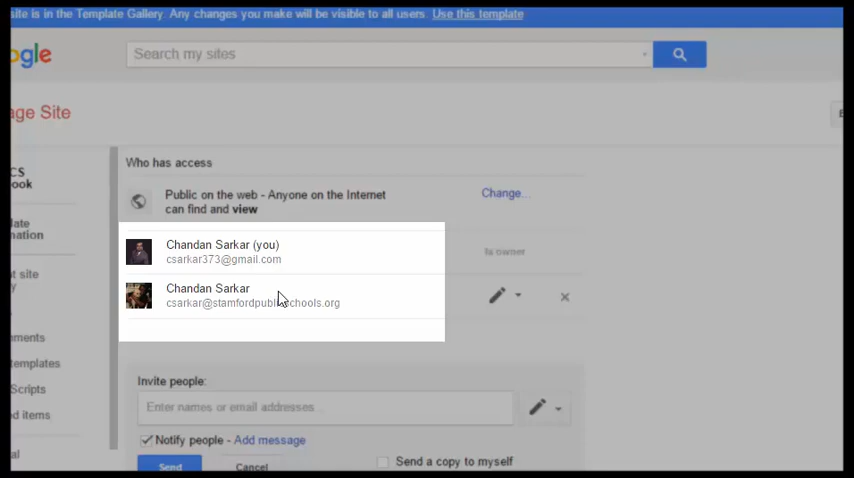 site is in the Template Gallery. Any changes you make will be visible to all users. Use this template
ogle
Search my sites
age Site
Who has access
CS
ook
Public on the web - Anyone on the Internet
can find and view
Change...
late
mation
Chandan Sarkar (you)
csarkar373@gmail.com
Is owner
t site
y
Chandan Sarkar
csarkar@stamfordpublicschools.org
ments
templates
Scripts
d items
al
Invite people:
Enter names or email addresses...
Notify people - Add message
Send
Cancel
Send a copy to myself